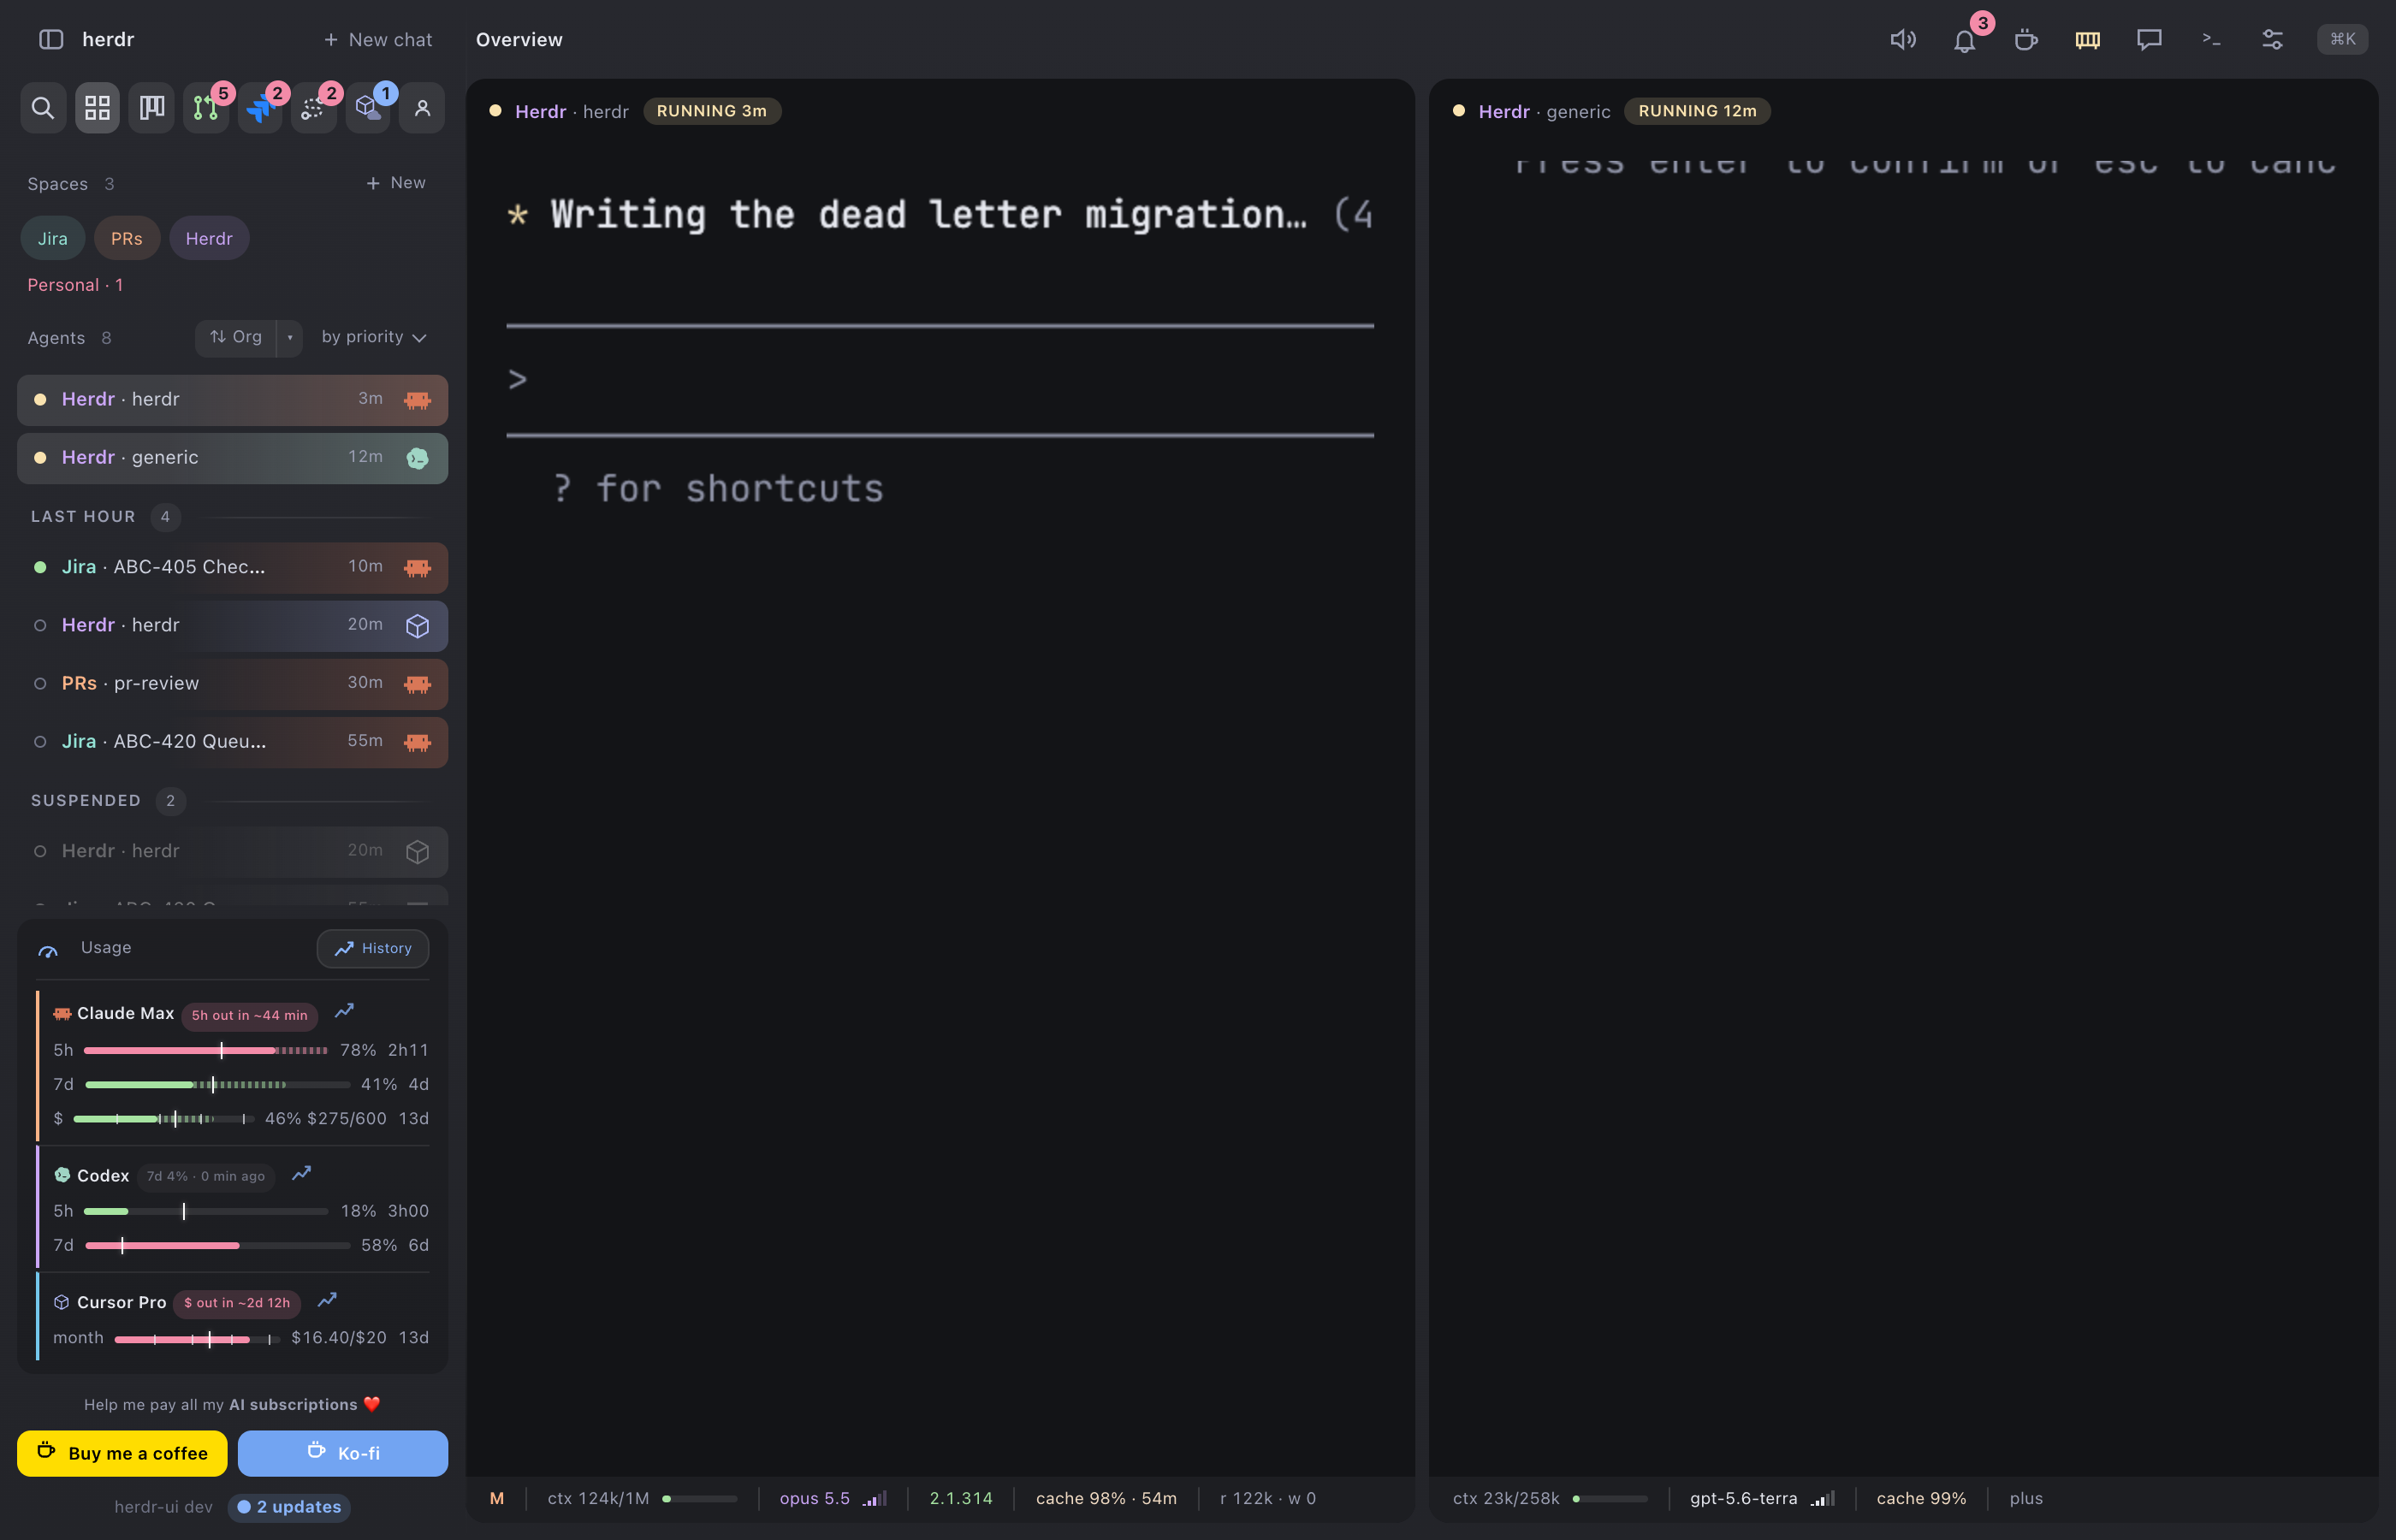 herdr
+ New chat
Overview
3
⌘K
5
2
2
1
Spaces 3
+ New
Jira
PRs
Herdr
Personal · 1
Agents 8
Org
by priority
Herdr · herdr 3m
Herdr · generic 12m
LAST HOUR 4
Jira · ABC-405 Chec... 10m
Herdr · herdr 20m
PRs · pr-review 30m
Jira · ABC-420 Queu... 55m
SUSPENDED 2
Herdr · herdr 20m
Usage
History
Claude Max 5h out in ~44 min
5h 78% 2h11
7d 41% 4d
$ 46% $275/600 13d
Codex 7d 4% · 0 min ago
5h 18% 3h00
7d 58% 6d
Cursor Pro $ out in ~2d 12h
month $16.40/$20 13d
Help me pay all my AI subscriptions ❤️
Buy me a coffee
Ko-fi
herdr-ui dev 2 updates
Herdr · herdr RUNNING 3m
* Writing the dead letter migration… (4
>
? for shortcuts
M ctx 124k/1M opus 5.5 2.1.314 cache 98% · 54m r 122k · w 0
Herdr · generic RUNNING 12m
Press enter to confirm or esc to canc
ctx 23k/258k gpt-5.6-terra cache 99% plus